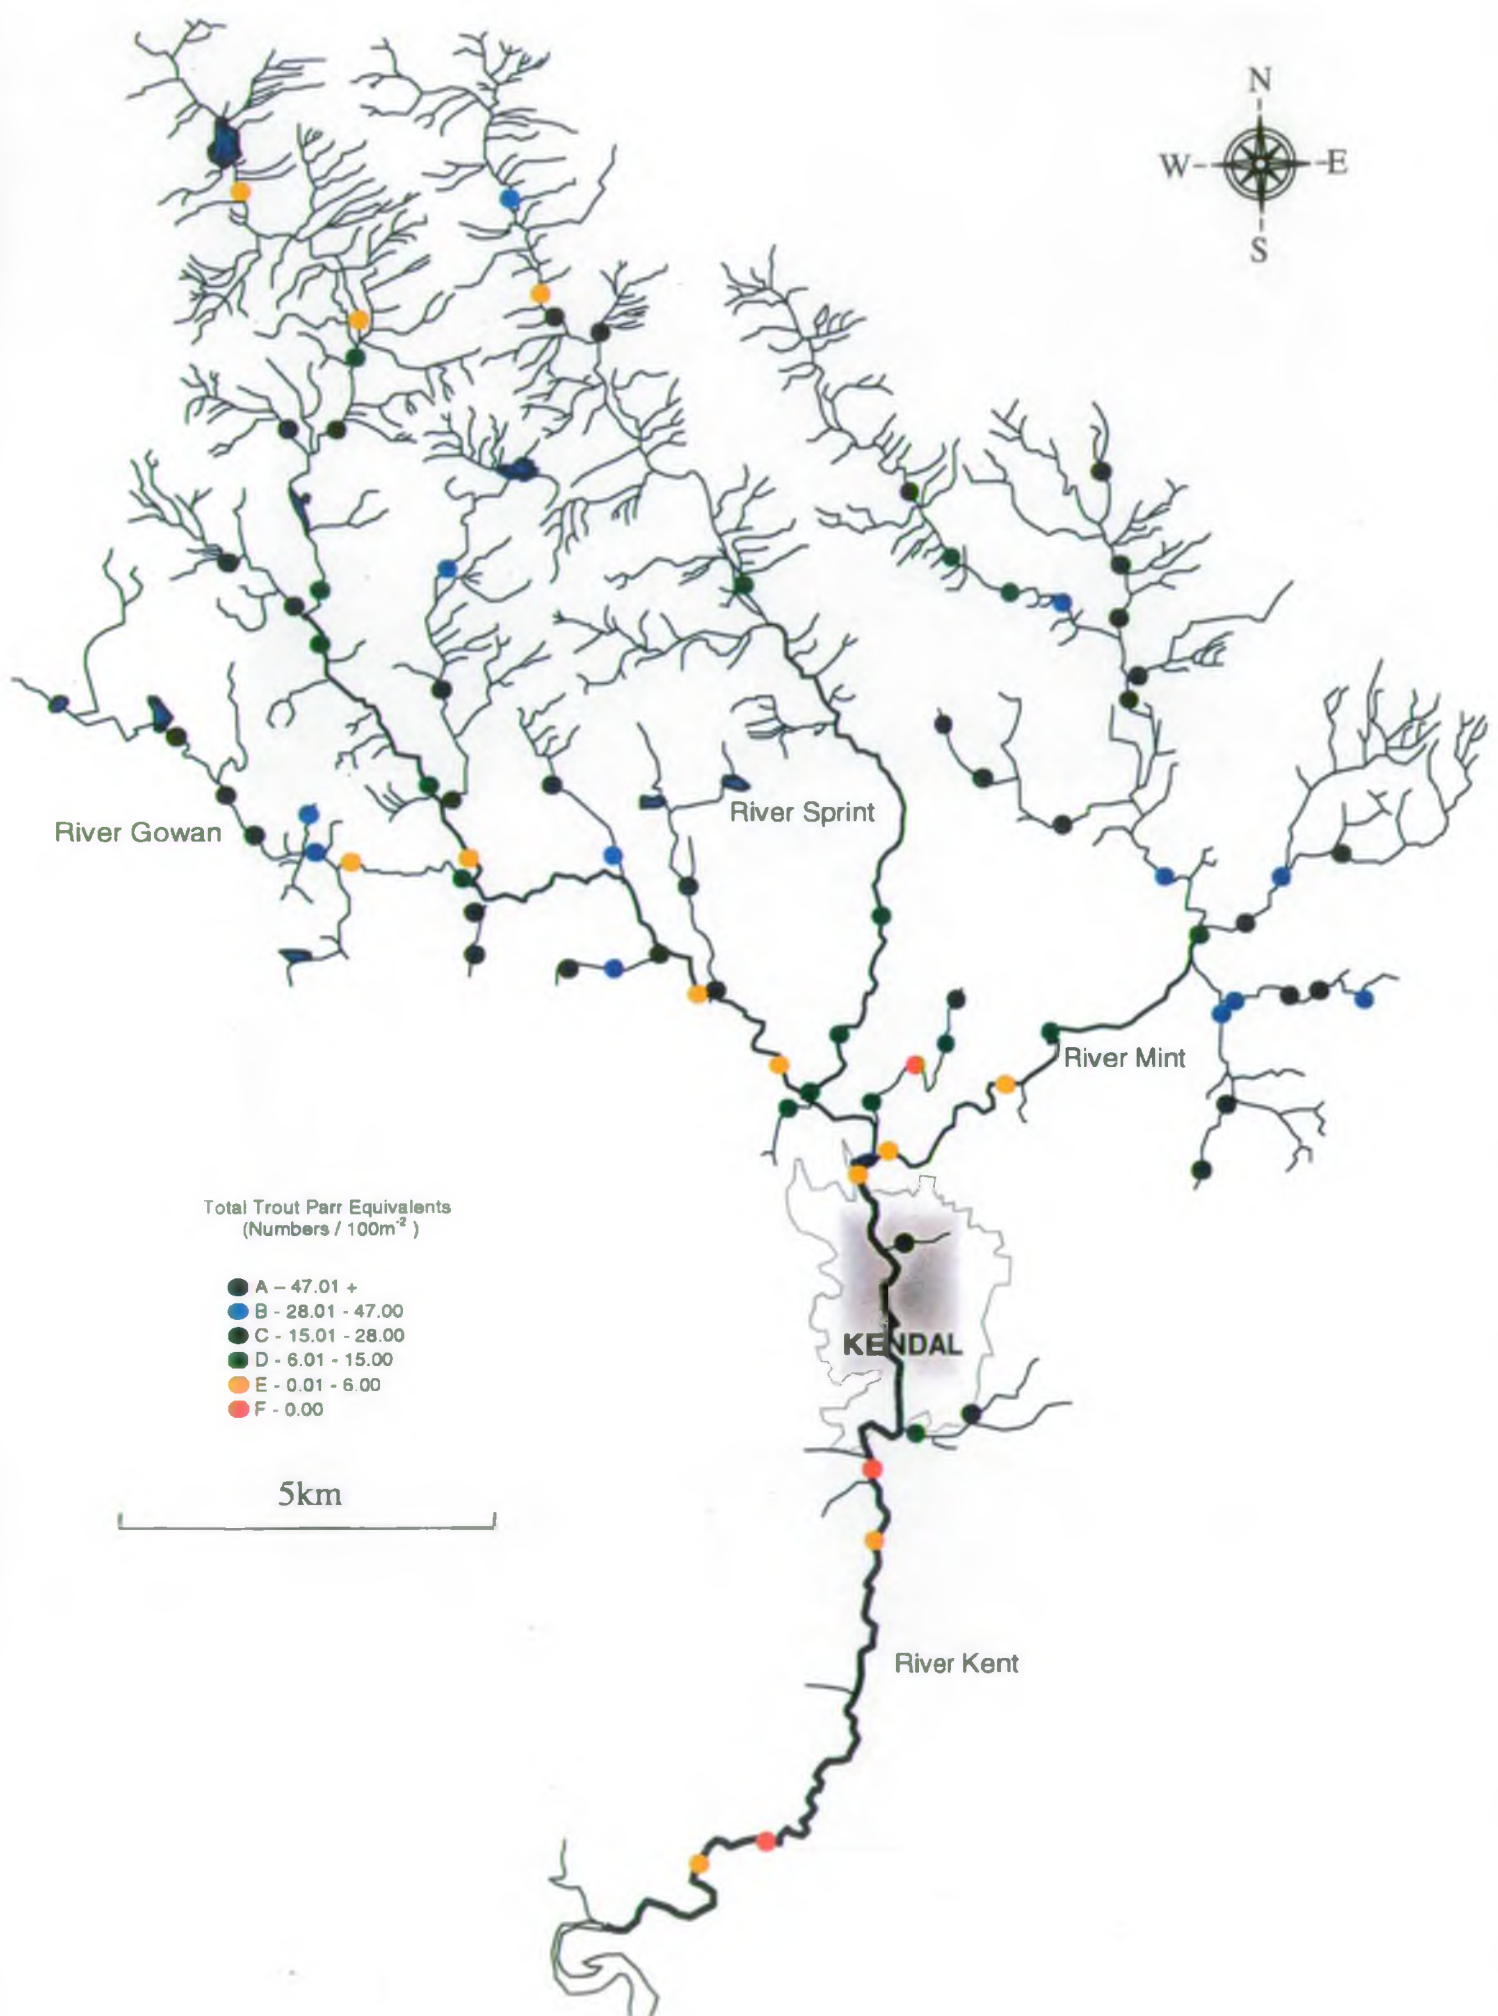 N
W
E
S
River Gowan
River Sprint
River Mint
Total Trout Parr Equivalents
(Numbers / 100m-2 )
A - 47.01 +
B - 28.01 - 47.00
C - 15.01 - 28.00
D - 6.01 - 15.00
E - 0.01 - 6.00
F - 0.00
KENDAL
5km
River Kent